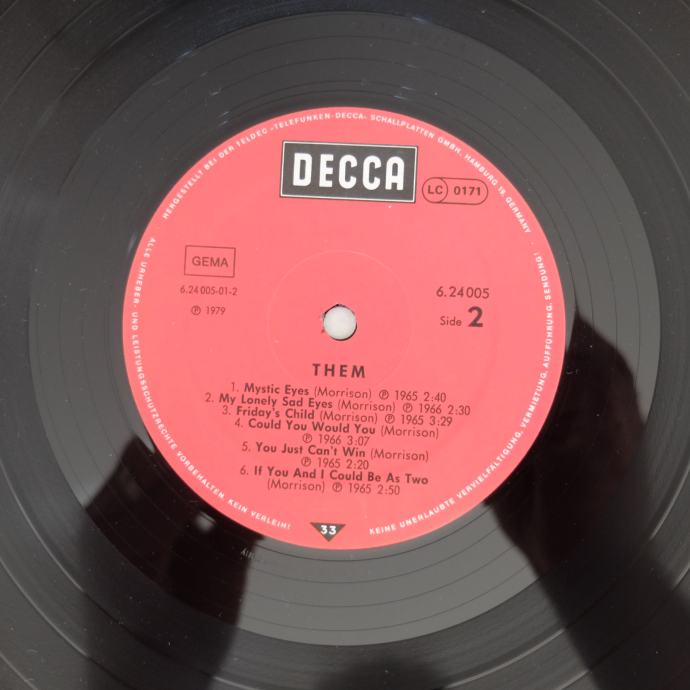 HERGESTELLT BEI DER TELDEC »TELEFUNKEN-DECCA« SCHALLPLATTEN GMBH, HAMBURG 19, GERMANY
DECCA
LC 0171
GEMA
6.24005
6.24 005-01-2
Side 2
℗ 1979
THEM
1. Mystic Eyes (Morrison) ℗ 1965 2:40
2. My Lonely Sad Eyes (Morrison) ℗ 1966 2:30
3. Friday's Child (Morrison) ℗ 1965 3:29
4. Could You Would You (Morrison)
℗ 1966 3:07
5. You Just Can't Win (Morrison)
℗ 1965 2:20
6. If You And I Could Be As Two
(Morrison) ℗ 1965 2:50
33
ALLE URHEBER- UND LEISTUNGSSCHUTZRECHTE VORBEHALTEN KEIN VERLEIH!
KEINE UNERLAUBTE VERVIELFÄLTIGUNG, VERMIETUNG, AUFFÜHRUNG, SENDUNG!